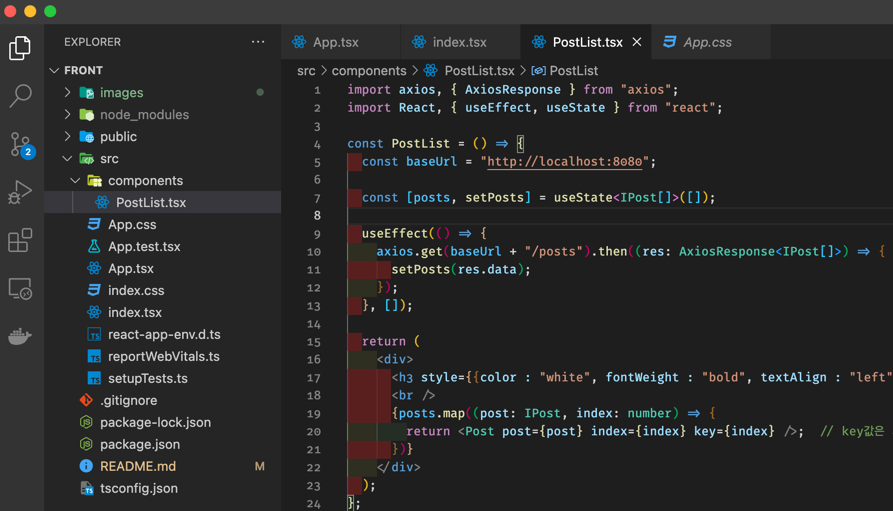 EXPLORER
···
FRONT
images
node_modules
public
src
components
PostList.tsx
App.css
App.test.tsx
App.tsx
index.css
index.tsx
TS react-app-env.d.ts
TS reportWebVitals.ts
TS setupTests.ts
.gitignore
package-lock.json
package.json
README.md M
TS tsconfig.json
2
App.tsx
index.tsx
PostList.tsx
App.css
src > components > PostList.tsx > PostList
1 import axios, { AxiosResponse } from "axios";
2 import React, { useEffect, useState } from "react";
3
4 const PostList = () => {
5 const baseUrl = "http://localhost:8080";
6
7 const [posts, setPosts] = useState<IPost[]>([]);
8
9 useEffect(() => {
10 axios.get(baseUrl + "/posts").then((res: AxiosResponse<IPost[]>) => {
11 setPosts(res.data);
12 });
13 }, []);
14
15 return (
16 <div>
17 <h3 style={{color : "white", fontWeight : "bold", textAlign : "left"
18 <br />
19 {posts.map((post: IPost, index: number) => {
20 return <Post post={post} index={index} key={index} />; // key값은
21 })}
22 </div>
23 );
24 };